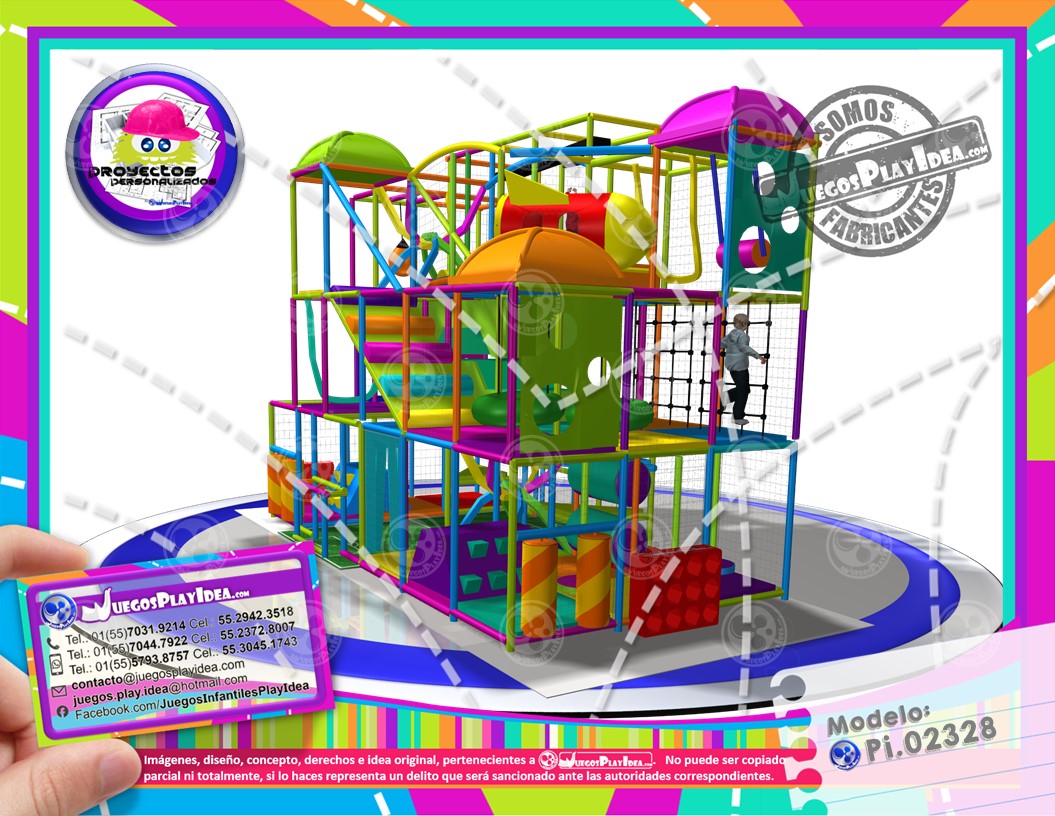 PROYECTOS
PERSONALIZADOS
JUEGOSPLAYIDEA
SOMOS
JUEGOSPLAYIDEA.COM
FABRICANTES
JUEGOSPLAYIDEA.COM
Tel.: 01(55)7031.9214 Cel.: 55.2942.3518
Tel.: 01(55)7044.7922 Cel.: 55.2372.8007
Tel.: 01(55)5793.8757 Cel.: 55.3045.1743
contacto@juegosplayidea.com
juegos.play.idea@hotmail.com
Facebook.com/JuegosInfantilesPlayIdea
Modelo:
Pi.02328
Imágenes, diseño, concepto, derechos e idea original, pertenecientes a JUEGOSPLAYIDEA.COM. No puede ser copiado
parcial ni totalmente, si lo haces representa un delito que será sancionado ante las autoridades correspondientes.